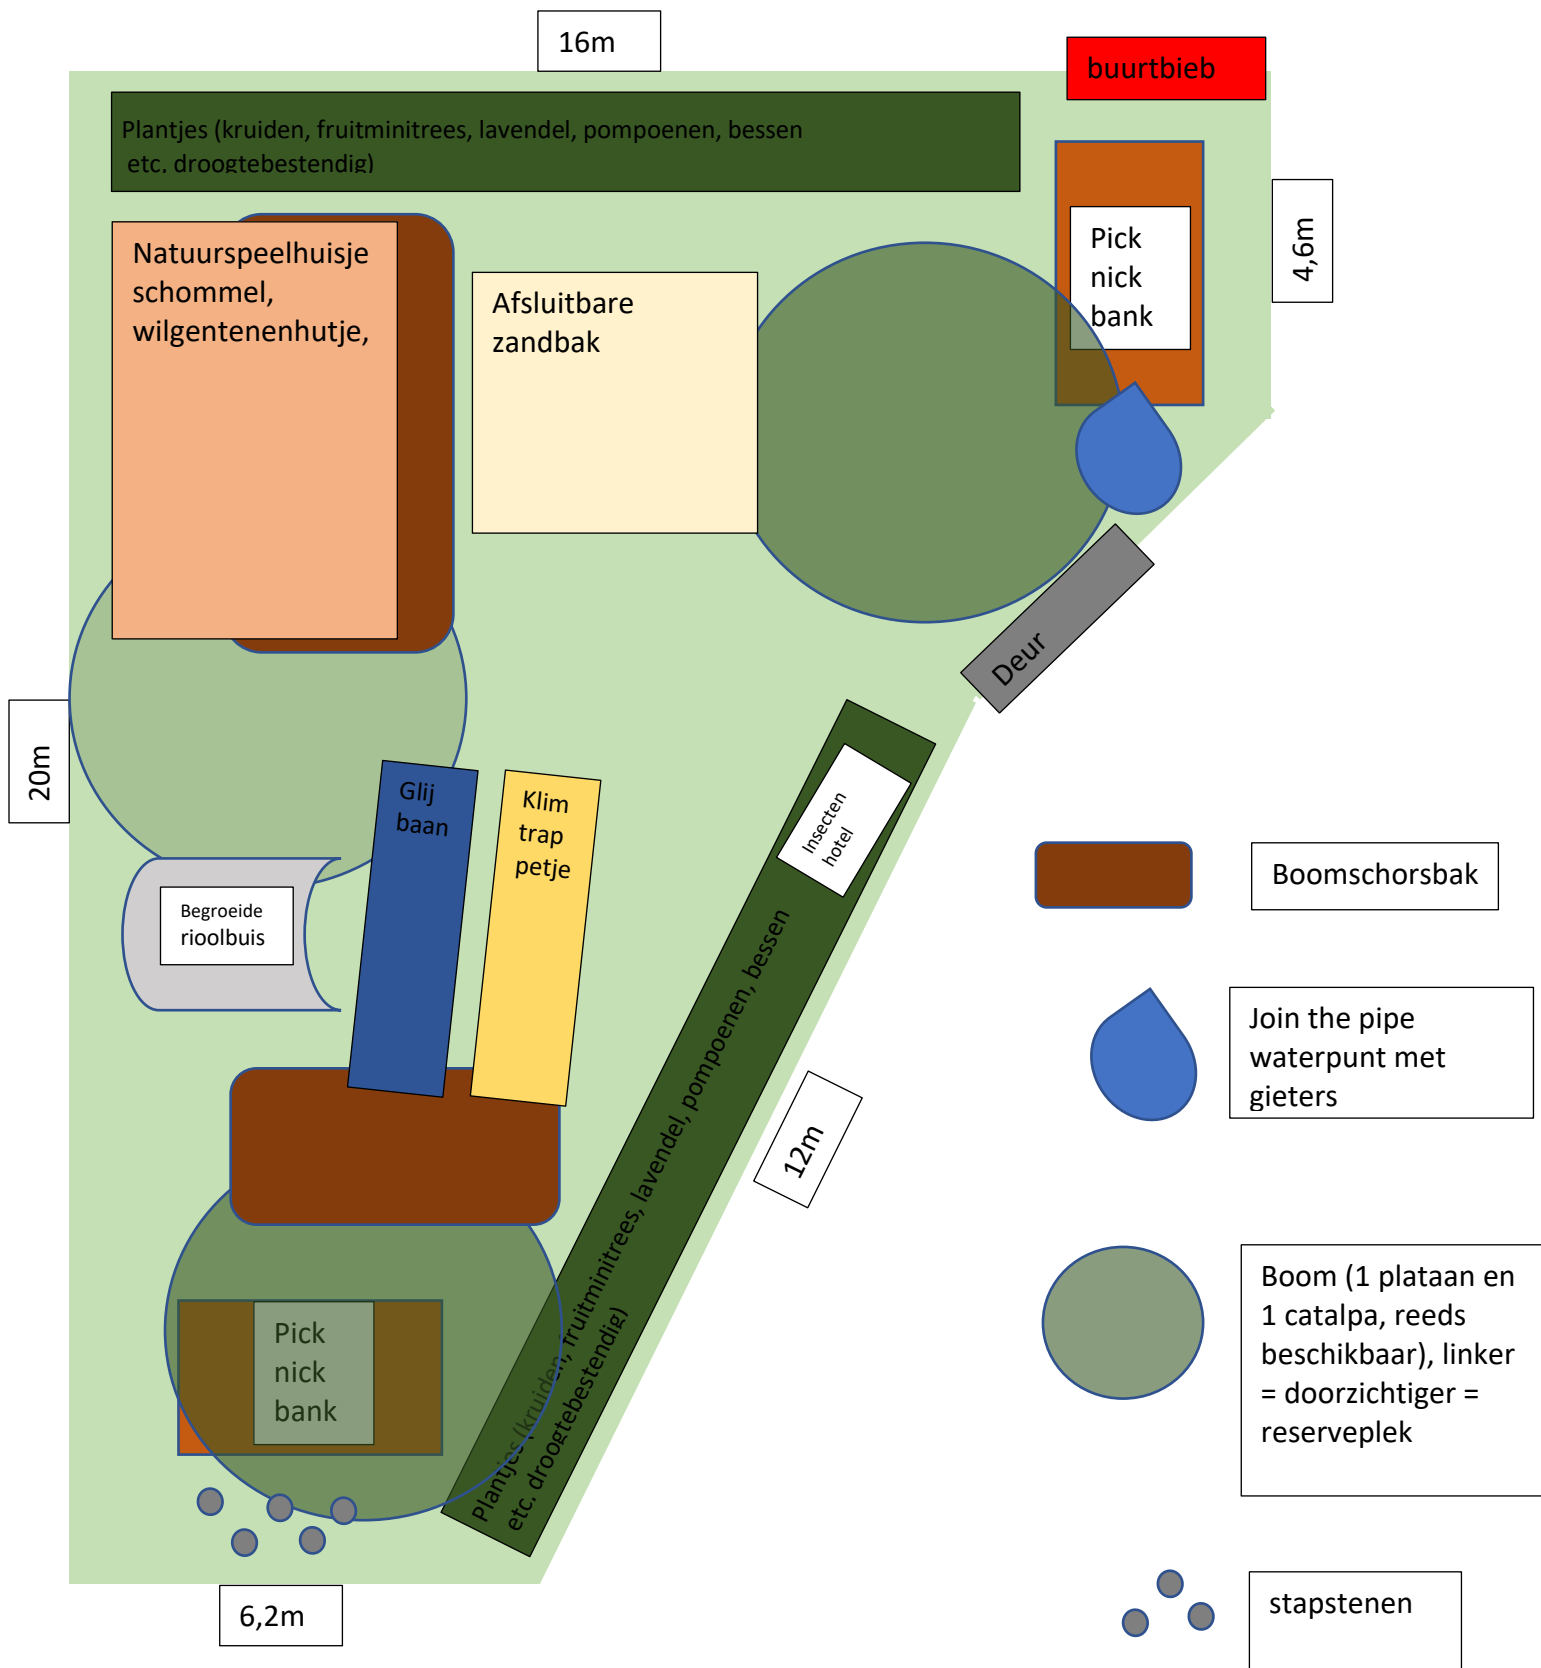 16m
buurtbieb
Plantjes (kruiden, fruitminitrees, lavendel, pompoenen, bessen
etc, droogtebestendig)
4,6m
Pick
nick
bank
Natuurspeelhuisje
schommel,
wilgentenenhutje,
Afsluitbare
zandbak
Deur
20m
Glij
baan
Klim
trap
petje
Insecten
hotel
Begroeide
rioolbuis
Plantjes (kruiden, fruitminitrees, lavendel, pompoenen, bessen
etc, droogtebestendig)
12m
Pick
nick
bank
6,2m
Boomschorsbak
Join the pipe
waterpunt met
gieters
Boom (1 plataan en
1 catalpa, reeds
beschikbaar), linker
= doorzichtiger =
reserveplek
stapstenen